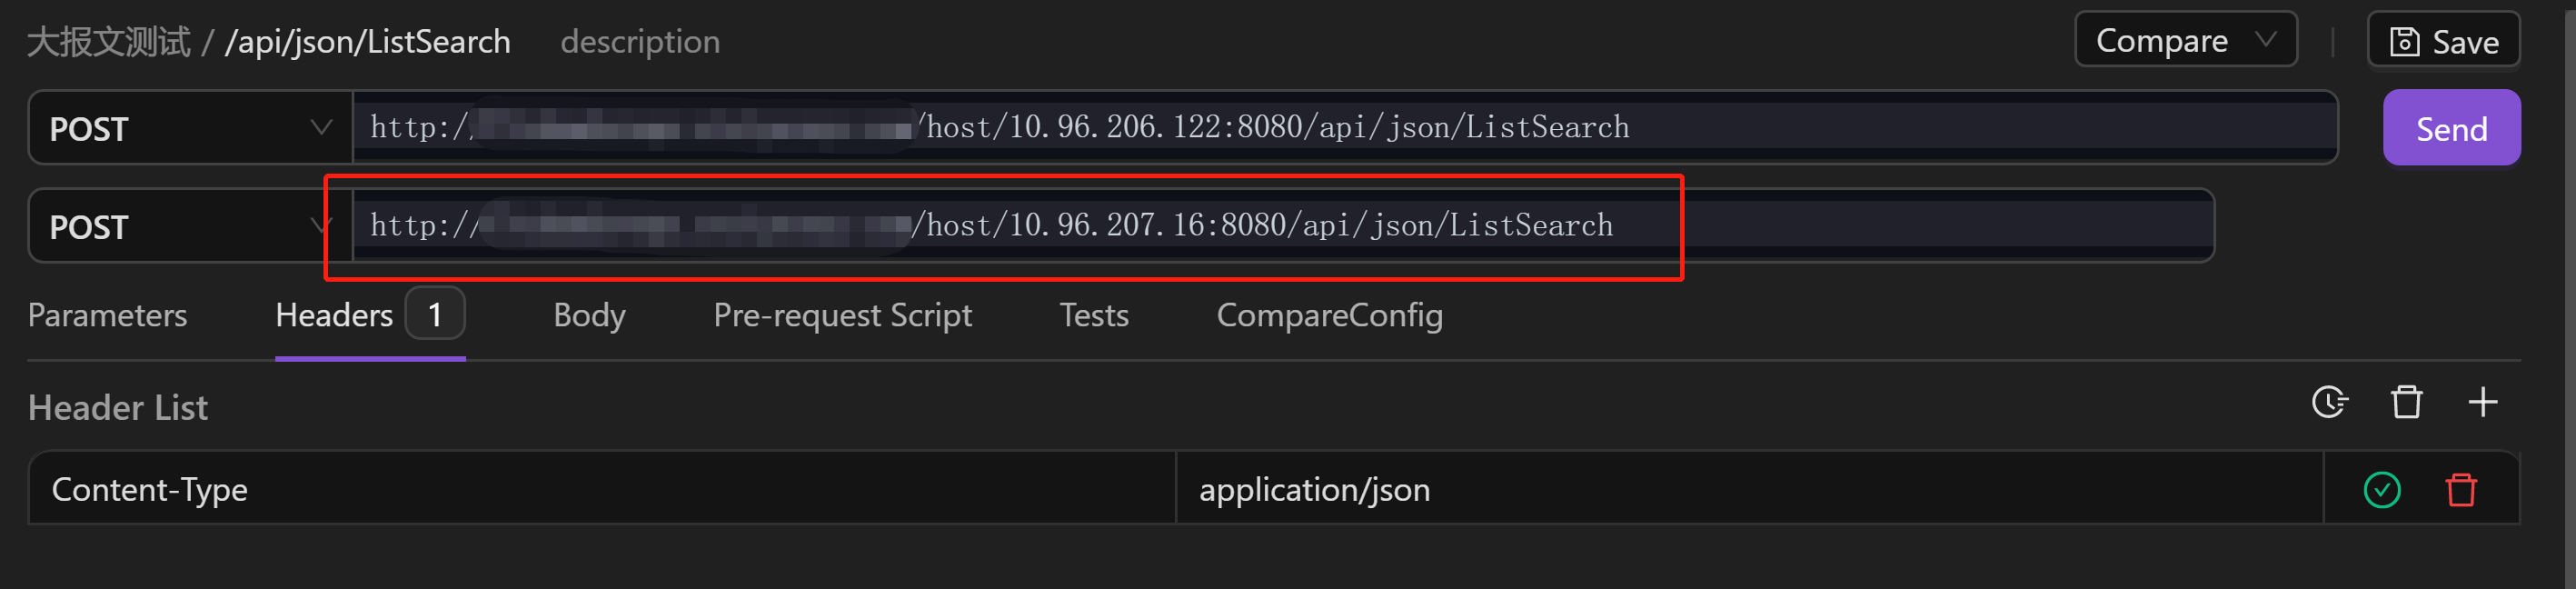 大报文测试 / /api/json/ListSearch description Compare Save
POST http:// /host/10.96.206.122:8080/api/json/ListSearch Send
POST http:// /host/10.96.207.16:8080/api/json/ListSearch
Parameters Headers 1 Body Pre-request Script Tests CompareConfig
Header List
Content-Type application/json